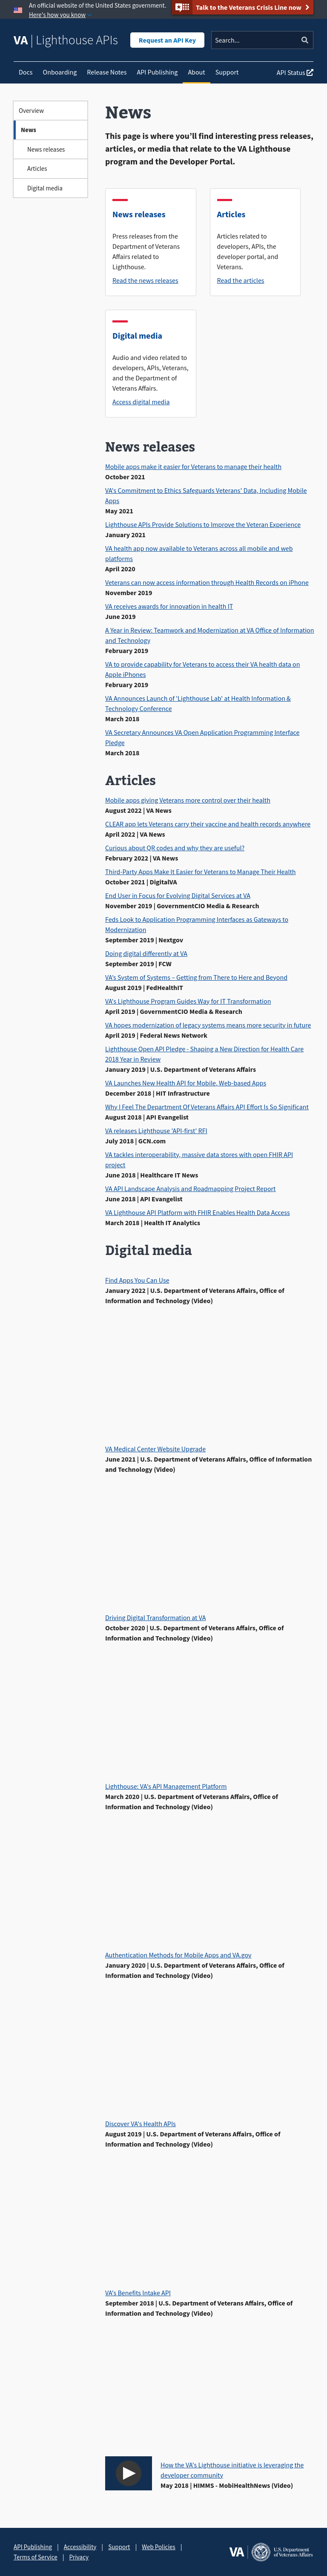 An official website of the United States government.
Here's how you know
Talk to the Veterans Crisis Line now
VA | Lighthouse APIs
Request an API Key
Search...
Docs
Onboarding
Release Notes
API Publishing
About
Support
API Status
Overview
News
News releases
Articles
Digital media
News
This page is where you'll find interesting press releases,
articles, or media that relate to the VA Lighthouse
program and the Developer Portal.
News releases
Press releases from the
Department of Veterans
Affairs related to
Lighthouse.
Read the news releases
Articles
Articles related to
developers, APIs, the
developer portal, and
Veterans.
Read the articles
Digital media
Audio and video related to
developers, APIs, Veterans,
and the Department of
Veterans Affairs.
Access digital media
News releases
Mobile apps make it easier for Veterans to manage their health
October 2021
VA's Commitment to Ethics Safeguards Veterans' Data, Including Mobile
Apps
May 2021
Lighthouse APIs Provide Solutions to Improve the Veteran Experience
January 2021
VA health app now available to Veterans across all mobile and web
platforms
April 2020
Veterans can now access information through Health Records on iPhone
November 2019
VA receives awards for innovation in health IT
June 2019
A Year in Review: Teamwork and Modernization at VA Office of Information
and Technology
February 2019
VA to provide capability for Veterans to access their VA health data on
Apple iPhones
February 2019
VA Announces Launch of 'Lighthouse Lab' at Health Information &
Technology Conference
March 2018
VA Secretary Announces VA Open Application Programming Interface
Pledge
March 2018
Articles
Mobile apps giving Veterans more control over their health
August 2022 | VA News
CLEAR app lets Veterans carry their vaccine and health records anywhere
April 2022 | VA News
Curious about QR codes and why they are useful?
February 2022 | VA News
Third-Party Apps Make It Easier for Veterans to Manage Their Health
October 2021 | DigitalVA
End User in Focus for Evolving Digital Services at VA
November 2019 | GovernmentCIO Media & Research
Feds Look to Application Programming Interfaces as Gateways to
Modernization
September 2019 | Nextgov
Doing digital differently at VA
September 2019 | FCW
VA's System of Systems – Getting from There to Here and Beyond
August 2019 | FedHealthIT
VA's Lighthouse Program Guides Way for IT Transformation
April 2019 | GovernmentCIO Media & Research
VA hopes modernization of legacy systems means more security in future
April 2019 | Federal News Network
Lighthouse Open API Pledge - Shaping a New Direction for Health Care
2018 Year in Review
January 2019 | U.S. Department of Veterans Affairs
VA Launches New Health API for Mobile, Web-based Apps
December 2018 | HIT Infrastructure
Why I Feel The Department Of Veterans Affairs API Effort Is So Significant
August 2018 | API Evangelist
VA releases Lighthouse 'API-first' RFI
July 2018 | GCN.com
VA tackles interoperability, massive data stores with open FHIR API
project
June 2018 | Healthcare IT News
VA API Landscape Analysis and Roadmapping Project Report
June 2018 | API Evangelist
VA Lighthouse API Platform with FHIR Enables Health Data Access
March 2018 | Health IT Analytics
Digital media
Find Apps You Can Use
January 2022 | U.S. Department of Veterans Affairs, Office of
Information and Technology (Video)
VA Medical Center Website Upgrade
June 2021 | U.S. Department of Veterans Affairs, Office of Information
and Technology (Video)
Driving Digital Transformation at VA
October 2020 | U.S. Department of Veterans Affairs, Office of
Information and Technology (Video)
Lighthouse: VA's API Management Platform
March 2020 | U.S. Department of Veterans Affairs, Office of
Information and Technology (Video)
Authentication Methods for Mobile Apps and VA.gov
January 2020 | U.S. Department of Veterans Affairs, Office of
Information and Technology (Video)
Discover VA's Health APIs
August 2019 | U.S. Department of Veterans Affairs, Office of
Information and Technology (Video)
VA's Benefits Intake API
September 2018 | U.S. Department of Veterans Affairs, Office of
Information and Technology (Video)
How the VA's Lighthouse initiative is leveraging the
developer community
May 2018 | HIMMS - MobiHealthNews (Video)
API Publishing | Accessibility | Support | Web Policies |
Terms of Service | Privacy
VA
U.S. Department
of Veterans Affairs